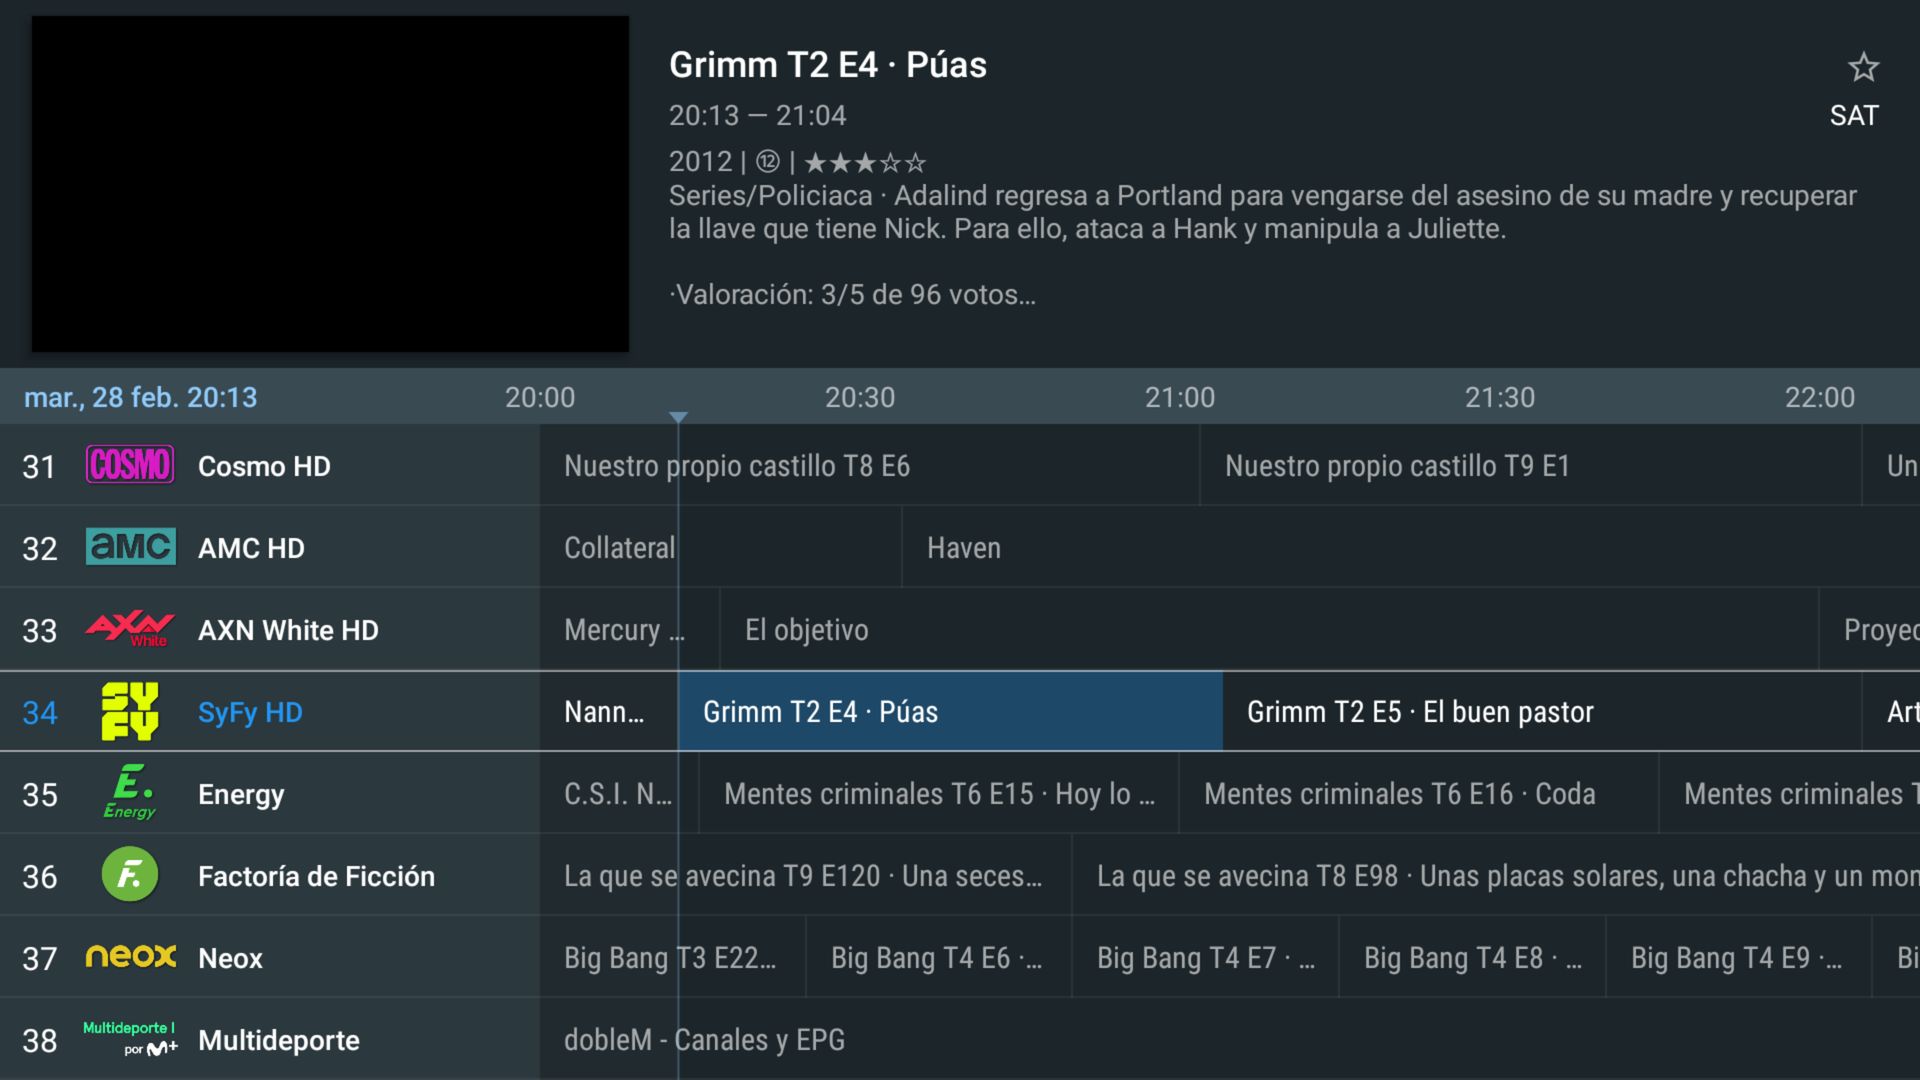 Grimm T2 E4 · Púas
20:13 — 21:04
SAT
2012 | ⑫ | ★★★☆☆
Series/Policiaca · Adalind regresa a Portland para vengarse del asesino de su madre y recuperar
la llave que tiene Nick. Para ello, ataca a Hank y manipula a Juliette.
·Valoración: 3/5 de 96 votos…
mar., 28 feb. 20:13 20:00 20:30 21:00 21:30 22:00
31 COSMO Cosmo HD Nuestro propio castillo T8 E6 Nuestro propio castillo T9 E1 Un
32 aMC AMC HD Collateral Haven
33 AXN White AXN White HD Mercury … El objetivo Proyec
34 SYFY SyFy HD Nann… Grimm T2 E4 · Púas Grimm T2 E5 · El buen pastor Art
35 E. Energy Energy C.S.I. N… Mentes criminales T6 E15 · Hoy lo … Mentes criminales T6 E16 · Coda Mentes criminales T
36 F. Factoría de Ficción La que se avecina T9 E120 · Una seces… La que se avecina T8 E98 · Unas placas solares, una chacha y un mon
37 neox Neox Big Bang T3 E22… Big Bang T4 E6 ·… Big Bang T4 E7 · … Big Bang T4 E8 · … Big Bang T4 E9 ·… Bi
38 Multideporte 1 por M+ Multideporte dobleM - Canales y EPG